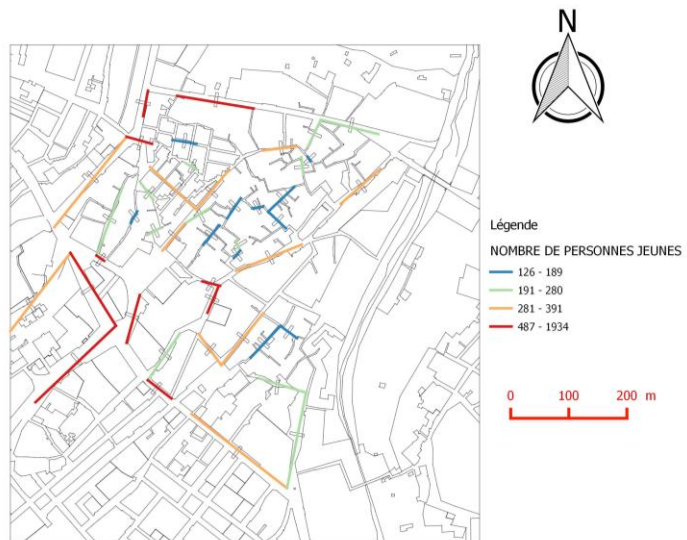 N
Légende
NOMBRE DE PERSONNES JEUNES
126 - 189
191 - 280
281 - 391
487 - 1934
0 100 200 m